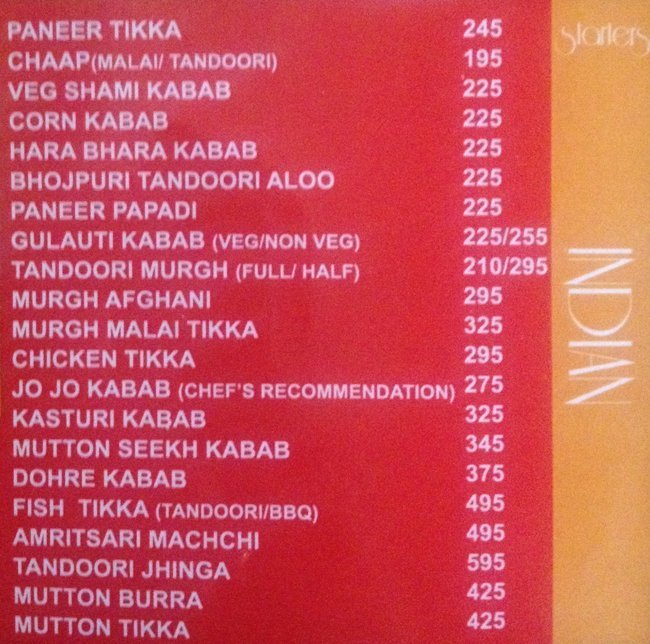 Starters
INDIAN
PANEER TIKKA 245
CHAAP(MALAI/ TANDOORI) 195
VEG SHAMI KABAB 225
CORN KABAB 225
HARA BHARA KABAB 225
BHOJPURI TANDOORI ALOO 225
PANEER PAPADI 225
GULAUTI KABAB (VEG/NON VEG) 225/255
TANDOORI MURGH (FULL/ HALF) 210/295
MURGH AFGHANI 295
MURGH MALAI TIKKA 325
CHICKEN TIKKA 295
JO JO KABAB (CHEF'S RECOMMENDATION) 275
KASTURI KABAB 325
MUTTON SEEKH KABAB 345
DOHRE KABAB 375
FISH TIKKA (TANDOORI/BBQ) 495
AMRITSARI MACHCHI 495
TANDOORI JHINGA 595
MUTTON BURRA 425
MUTTON TIKKA 425